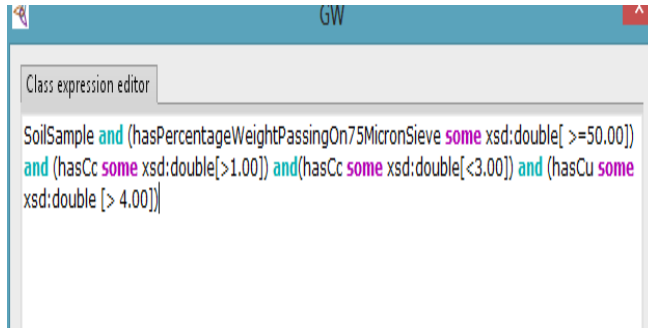 GW
X
Class expression editor
SoilSample and (hasPercentageWeightPassingOn75MicronSieve some xsd:double[ >=50.00])
and (hasCc some xsd:double[>1.00]) and(hasCc some xsd:double[<3.00]) and (hasCu some
xsd:double [> 4.00])